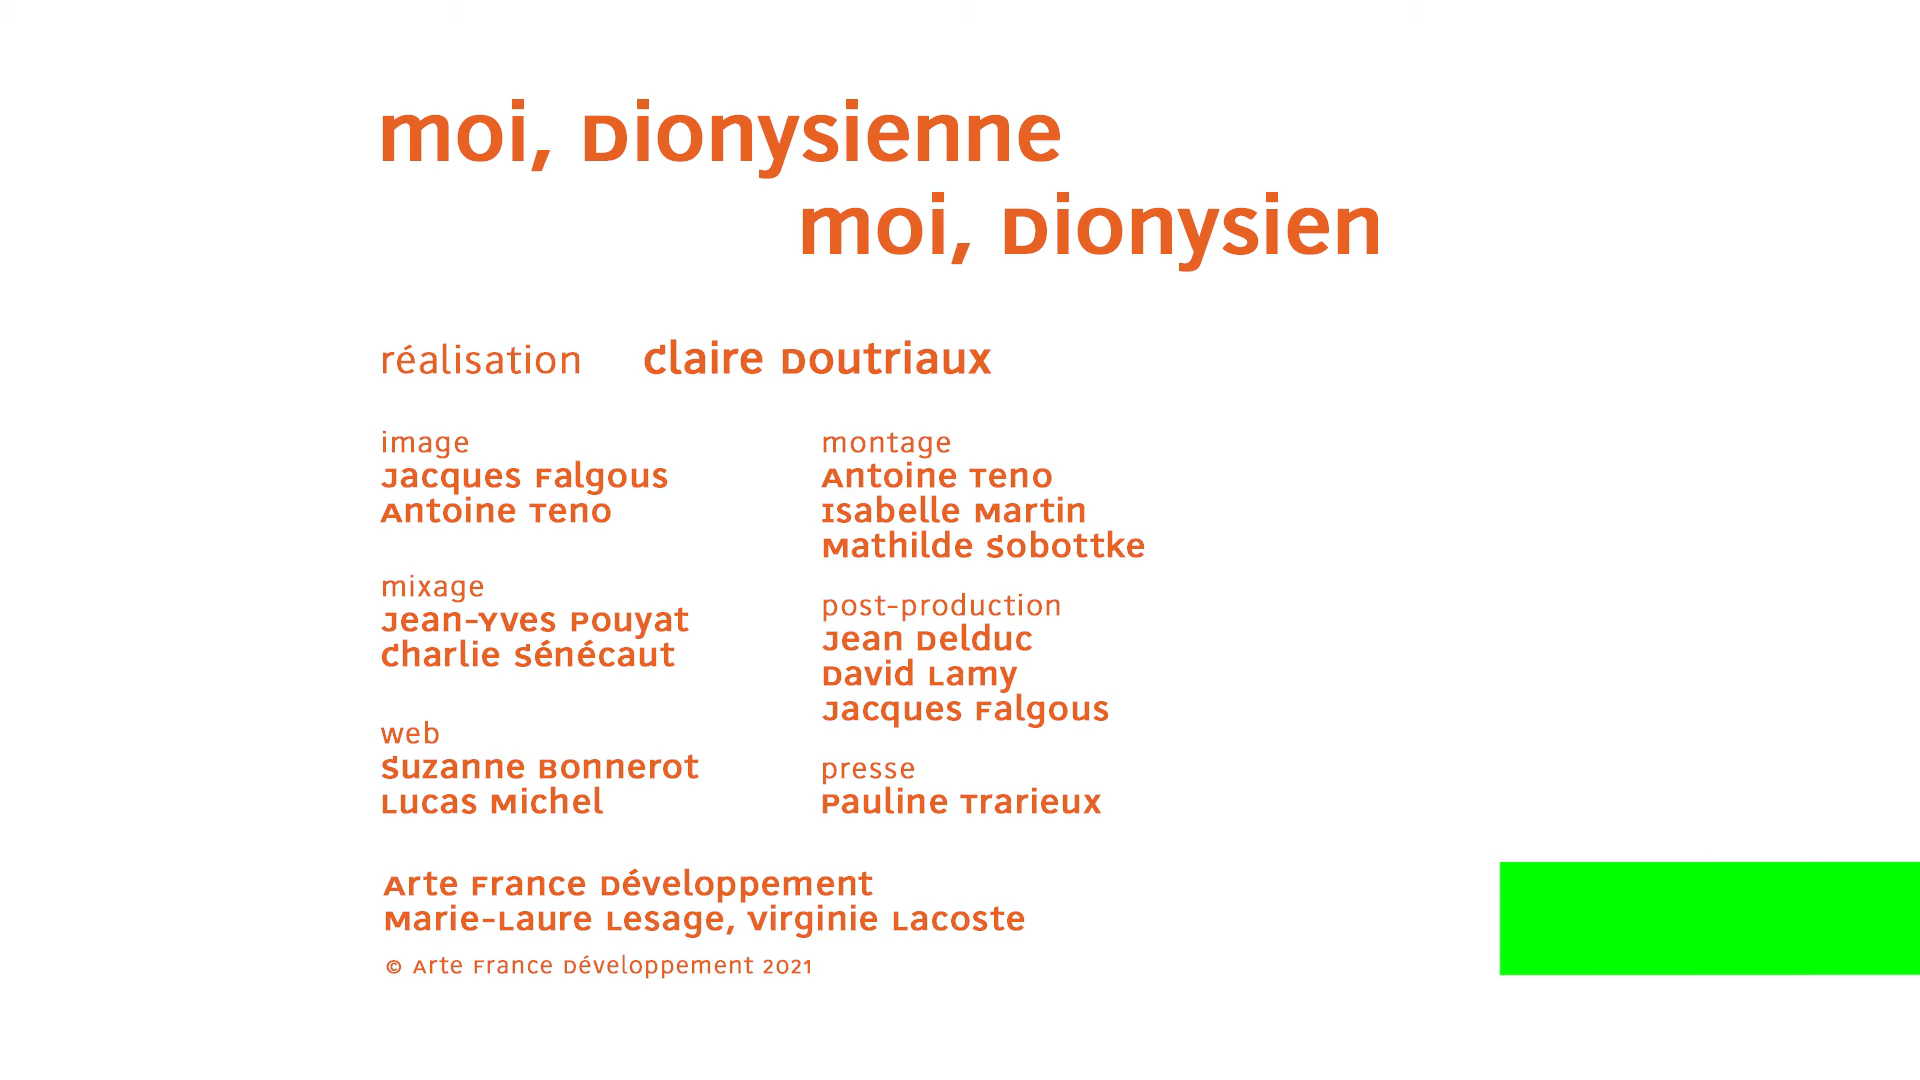 moi, Dionysienne
moi, Dionysien
réalisation Claire Doutriaux
image
Jacques Falgous
Antoine Teno
montage
Antoine Teno
Isabelle Martin
Mathilde Sobottke
mixage
Jean-Yves Pouyat
Charlie Sénécaut
post-production
Jean Delduc
David Lamy
Jacques Falgous
web
Suzanne Bonnerot
Lucas Michel
presse
Pauline Trarieux
Arte France Développement
Marie-Laure Lesage, Virginie Lacoste
© Arte France Développement 2021